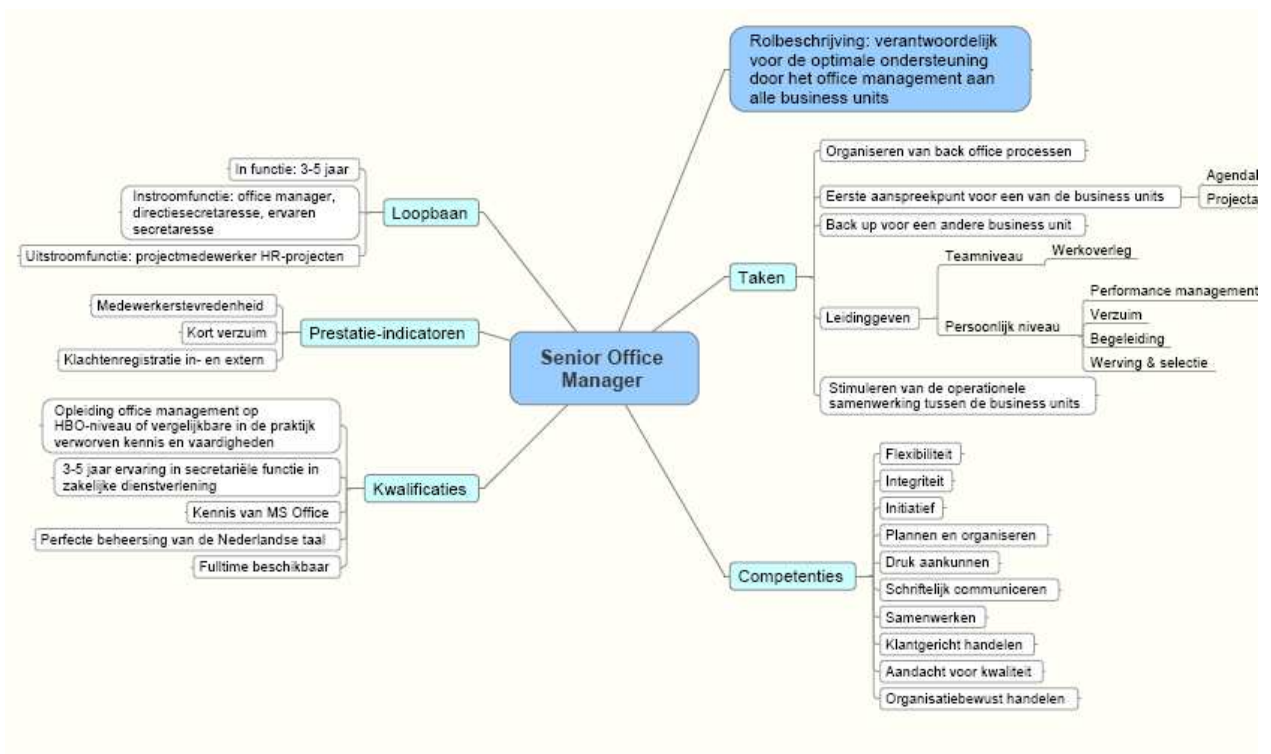 Rolbeschrijving: verantwoordelijk
voor de optimale ondersteuning
door het office management aan
alle business units
Senior Office
Manager
Loopbaan
In functie: 3-5 jaar
Instroomfunctie: office manager,
directiesecretaresse, ervaren
secretaresse
Uitstroomfunctie: projectmedewerker HR-projecten
Prestatie-indicatoren
Medewerkerstevredenheid
Kort verzuim
Klachtenregistratie in- en extern
Kwalificaties
Opleiding office management op
HBO-niveau of vergelijkbare in de praktijk
verworven kennis en vaardigheden
3-5 jaar ervaring in secretariële functie in
zakelijke dienstverlening
Kennis van MS Office
Perfecte beheersing van de Nederlandse taal
Fulltime beschikbaar
Taken
Organiseren van back office processen
Eerste aanspreekpunt voor een van de business units
Back up voor een andere business unit
Leidinggeven
Teamniveau
Werkoverleg
Persoonlijk niveau
Performance management
Verzuim
Begeleiding
Werving & selectie
Stimuleren van de operationele
samenwerking tussen de business units
Competenties
Flexibiliteit
Integriteit
Initiatief
Plannen en organiseren
Druk aankunnen
Schriftelijk communiceren
Samenwerken
Klantgericht handelen
Aandacht voor kwaliteit
Organisatiebewust handelen